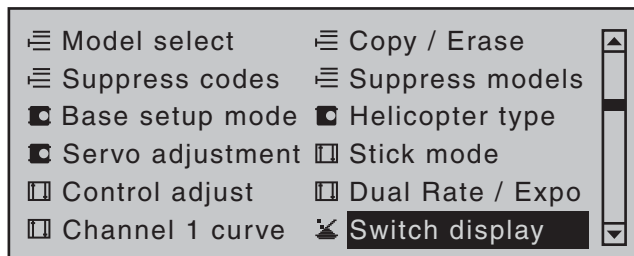 Model select Copy / Erase
Suppress codes Suppress models
Base setup mode Helicopter type
Servo adjustment Stick mode
Control adjust Dual Rate / Expo
Channel 1 curve Switch display